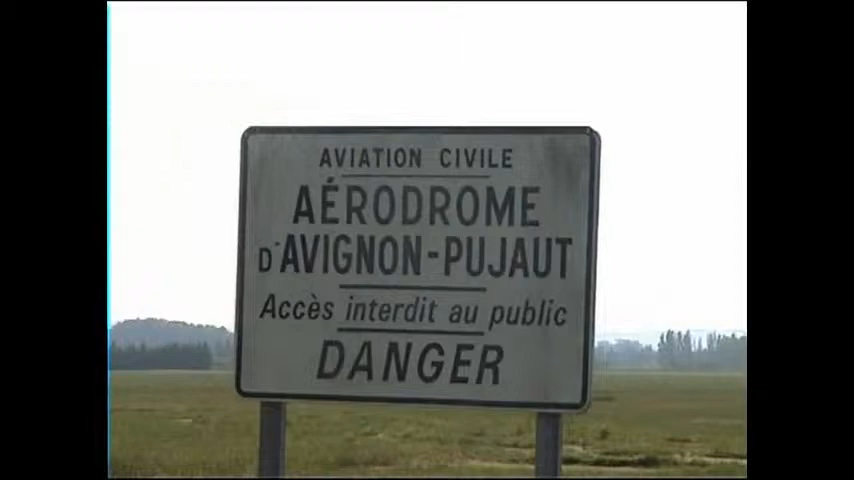 AVIATION CIVILE
AÉRODROME
D'AVIGNON-PUJAUT
Accès interdit au public
DANGER